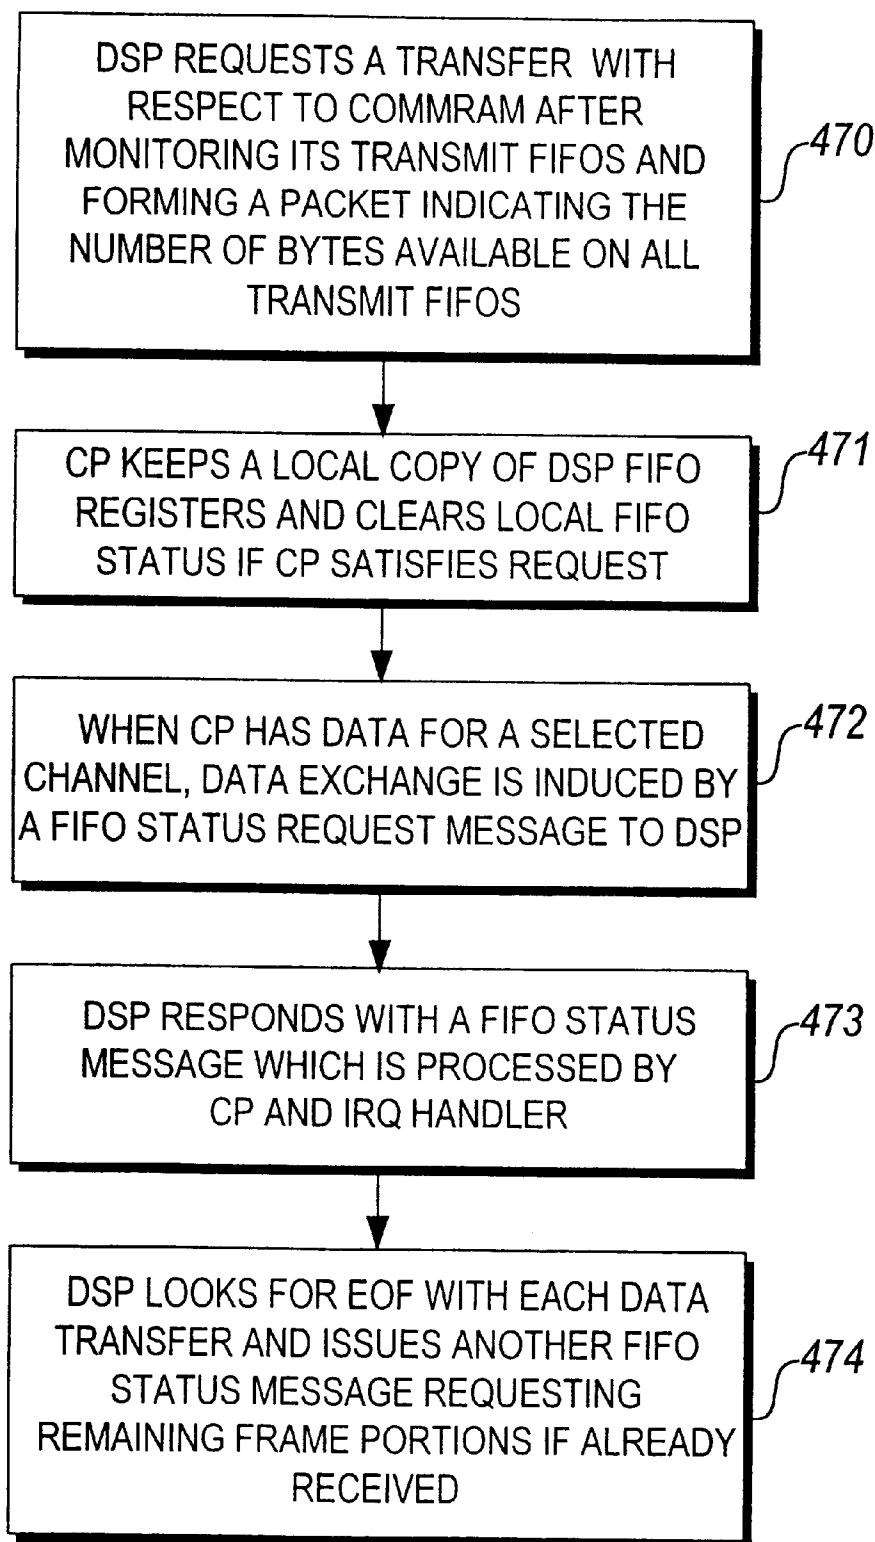 DSP REQUESTS A TRANSFER WITH
RESPECT TO COMMRAM AFTER
MONITORING ITS TRANSMIT FIFOS AND
FORMING A PACKET INDICATING THE
NUMBER OF BYTES AVAILABLE ON ALL
TRANSMIT FIFOS
470
CP KEEPS A LOCAL COPY OF DSP FIFO
REGISTERS AND CLEARS LOCAL FIFO
STATUS IF CP SATISFIES REQUEST
471
WHEN CP HAS DATA FOR A SELECTED
CHANNEL, DATA EXCHANGE IS INDUCED BY
A FIFO STATUS REQUEST MESSAGE TO DSP
472
DSP RESPONDS WITH A FIFO STATUS
MESSAGE WHICH IS PROCESSED BY
CP AND IRQ HANDLER
473
DSP LOOKS FOR EOF WITH EACH DATA
TRANSFER AND ISSUES ANOTHER FIFO
STATUS MESSAGE REQUESTING
REMAINING FRAME PORTIONS IF ALREADY
RECEIVED
474